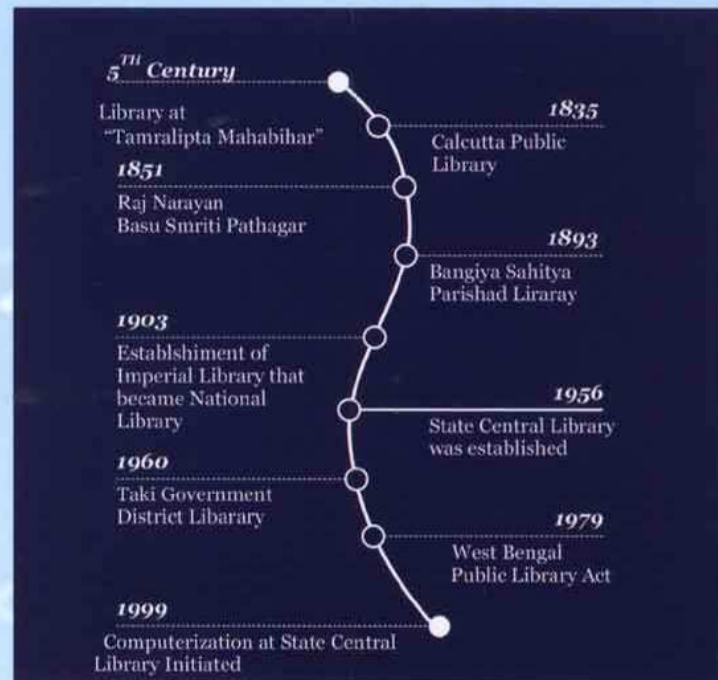 5TH Century
Library at
"Tamralipta Mahabihar"
1835
Calcutta Public
Library
1851
Raj Narayan
Basu Smriti Pathagar
1893
Bangiya Sahitya
Parishad Liraray
1903
Establshiment of
Imperial Library that
became National
Library
1956
State Central Library
was established
1960
Taki Government
District Libarary
1979
West Bengal
Public Library Act
1999
Computerization at State Central
Library Initiated